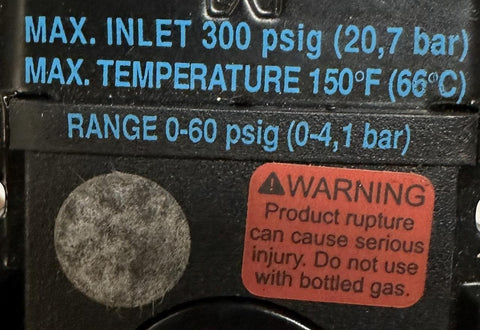 MAX. INLET 300 psig (20,7 bar)
MAX. TEMPERATURE 150°F (66°C)
RANGE 0-60 psig (0-4,1 bar)
⚠WARNING
Product rupture
can cause serious
injury. Do not use
with bottled gas.